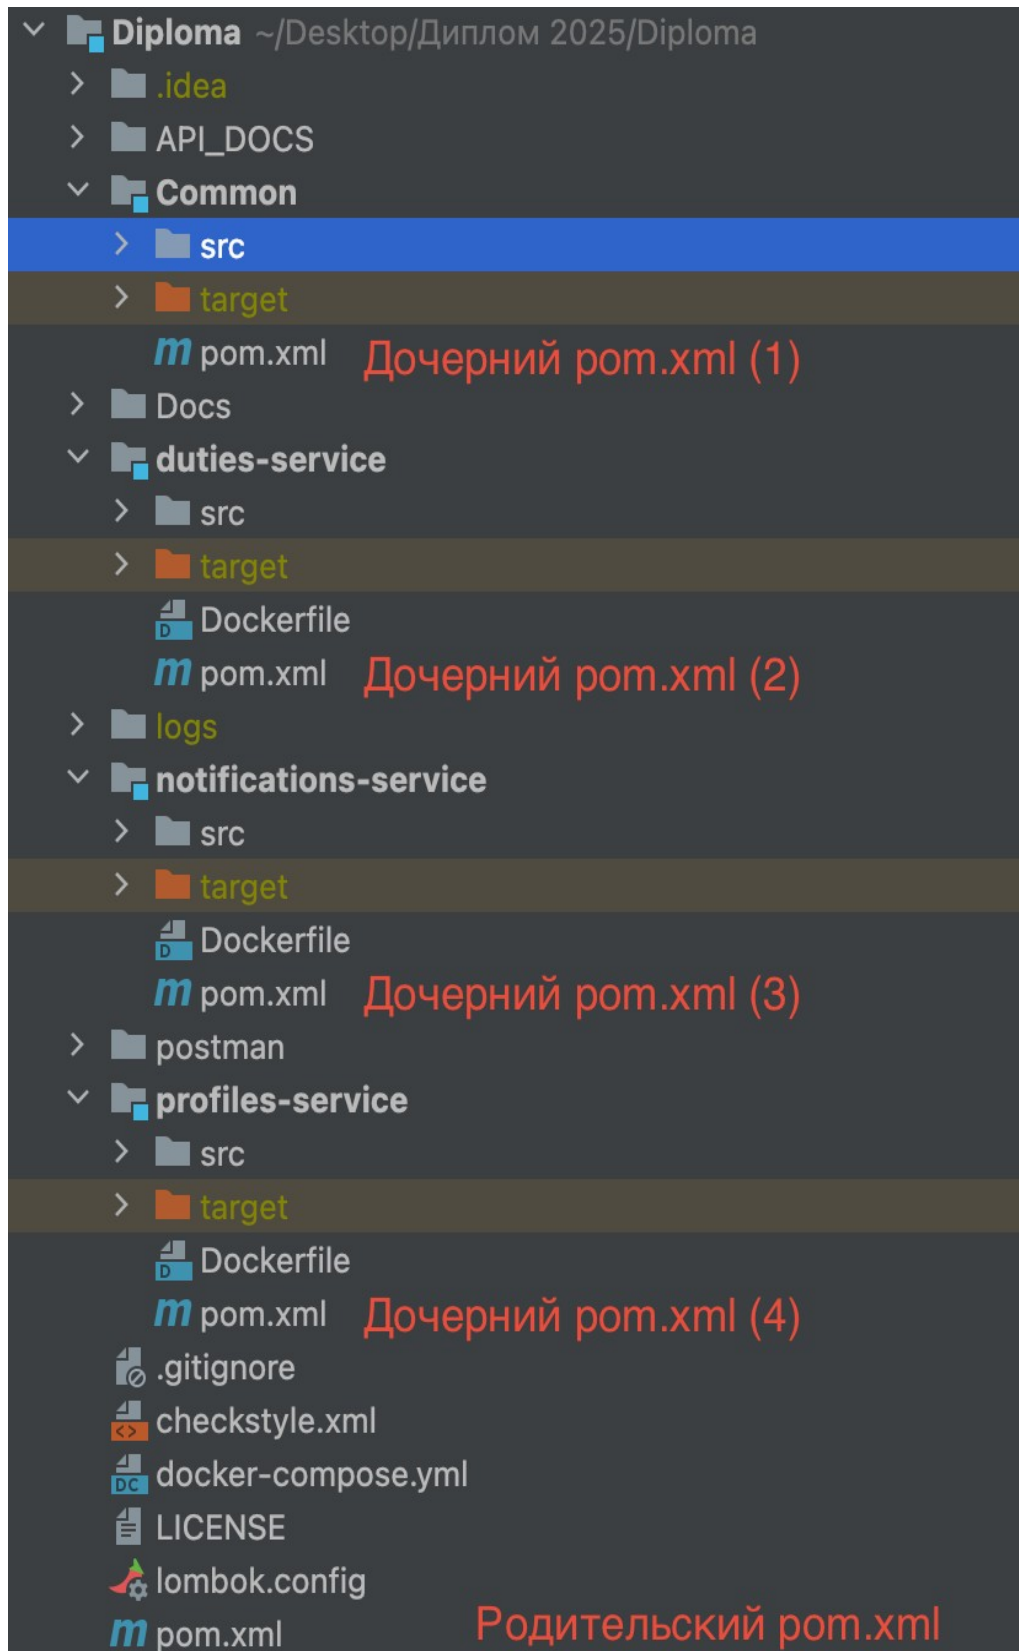 Diploma ~/Desktop/Диплом 2025/Diploma
.idea
API_DOCS
Common
src
target
m pom.xml Дочерний pom.xml (1)
Docs
duties-service
src
target
D Dockerfile
m pom.xml Дочерний pom.xml (2)
logs
notifications-service
src
target
D Dockerfile
m pom.xml Дочерний pom.xml (3)
postman
profiles-service
src
target
D Dockerfile
m pom.xml Дочерний pom.xml (4)
.gitignore
<> checkstyle.xml
DC docker-compose.yml
LICENSE
lombok.config
m pom.xml Родительский pom.xml